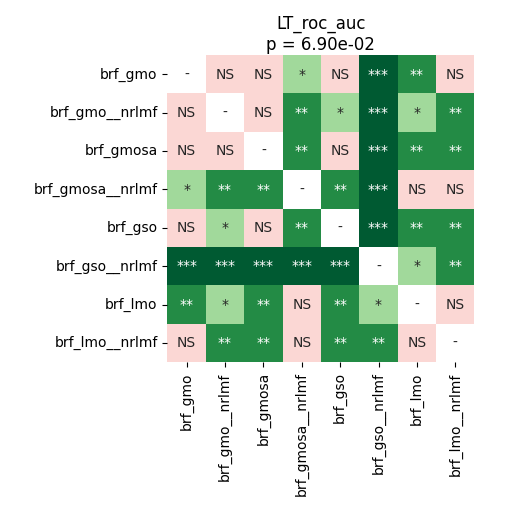 LT_roc_auc
p = 6.90e-02
brf_gmo - NS NS * NS *** ** NS
brf_gmo__nrlmf NS - NS ** * *** * **
brf_gmosa NS NS - ** NS *** ** **
brf_gmosa__nrlmf * ** ** - ** *** NS NS
brf_gso NS * NS ** - *** ** **
brf_gso__nrlmf *** *** *** *** *** - * **
brf_lmo ** * ** NS ** * - NS
brf_lmo__nrlmf NS ** ** NS ** ** NS -
brf_gmo
brf_gmo__nrlmf
brf_gmosa
brf_gmosa__nrlmf
brf_gso
brf_gso__nrlmf
brf_lmo
brf_lmo__nrlmf